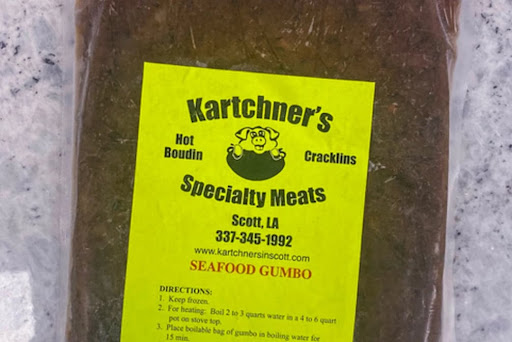 Kartchner's
Hot
Boudin
Cracklins
Specialty Meats
Scott, LA
337-345-1992
www.kartchnersinscott.com
SEAFOOD GUMBO
DIRECTIONS:
1. Keep frozen.
2. For heating: Boil 2 to 3 quarts water in a 4 to 6 quart
pot on stove top.
3. Place boilable bag of gumbo in boiling water for
15 min.